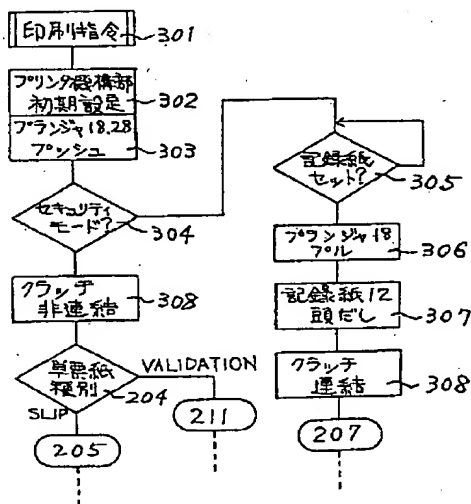 印刷指令
301
プリンタ機構部
初期設定
302
プランジャ18.28
プッシュ
303
セキュリティ
モード?
304
クラッチ
非連結
308
単票紙
種別
204
VALIDATION
SLIP
205
211
記録紙
セット?
305
プランジャ18
プル
306
記録紙12
頭だし
307
クラッチ
連結
308
207